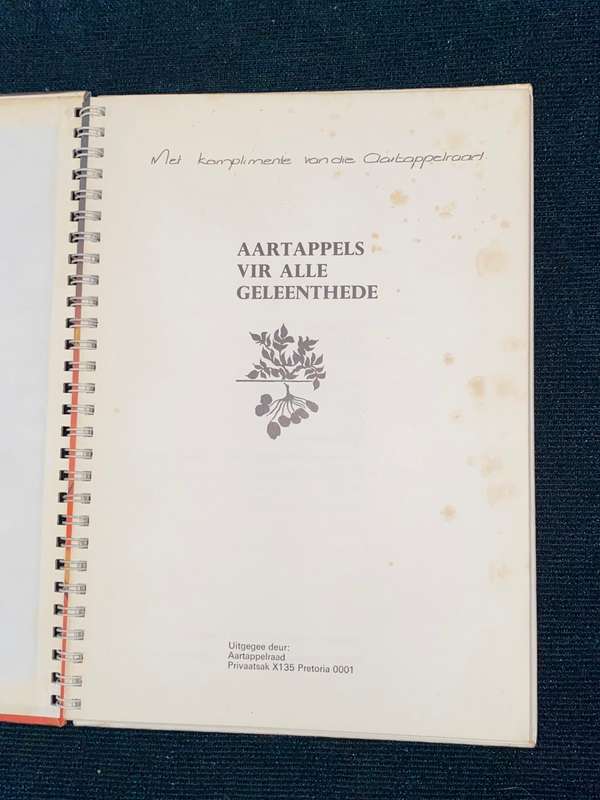 Met komplimente van die Aartappelraad
AARTAPPELS
VIR ALLE
GELEENTHEDE
Uitgegee deur:
Aartappelraad
Privaatsak X135 Pretoria 0001